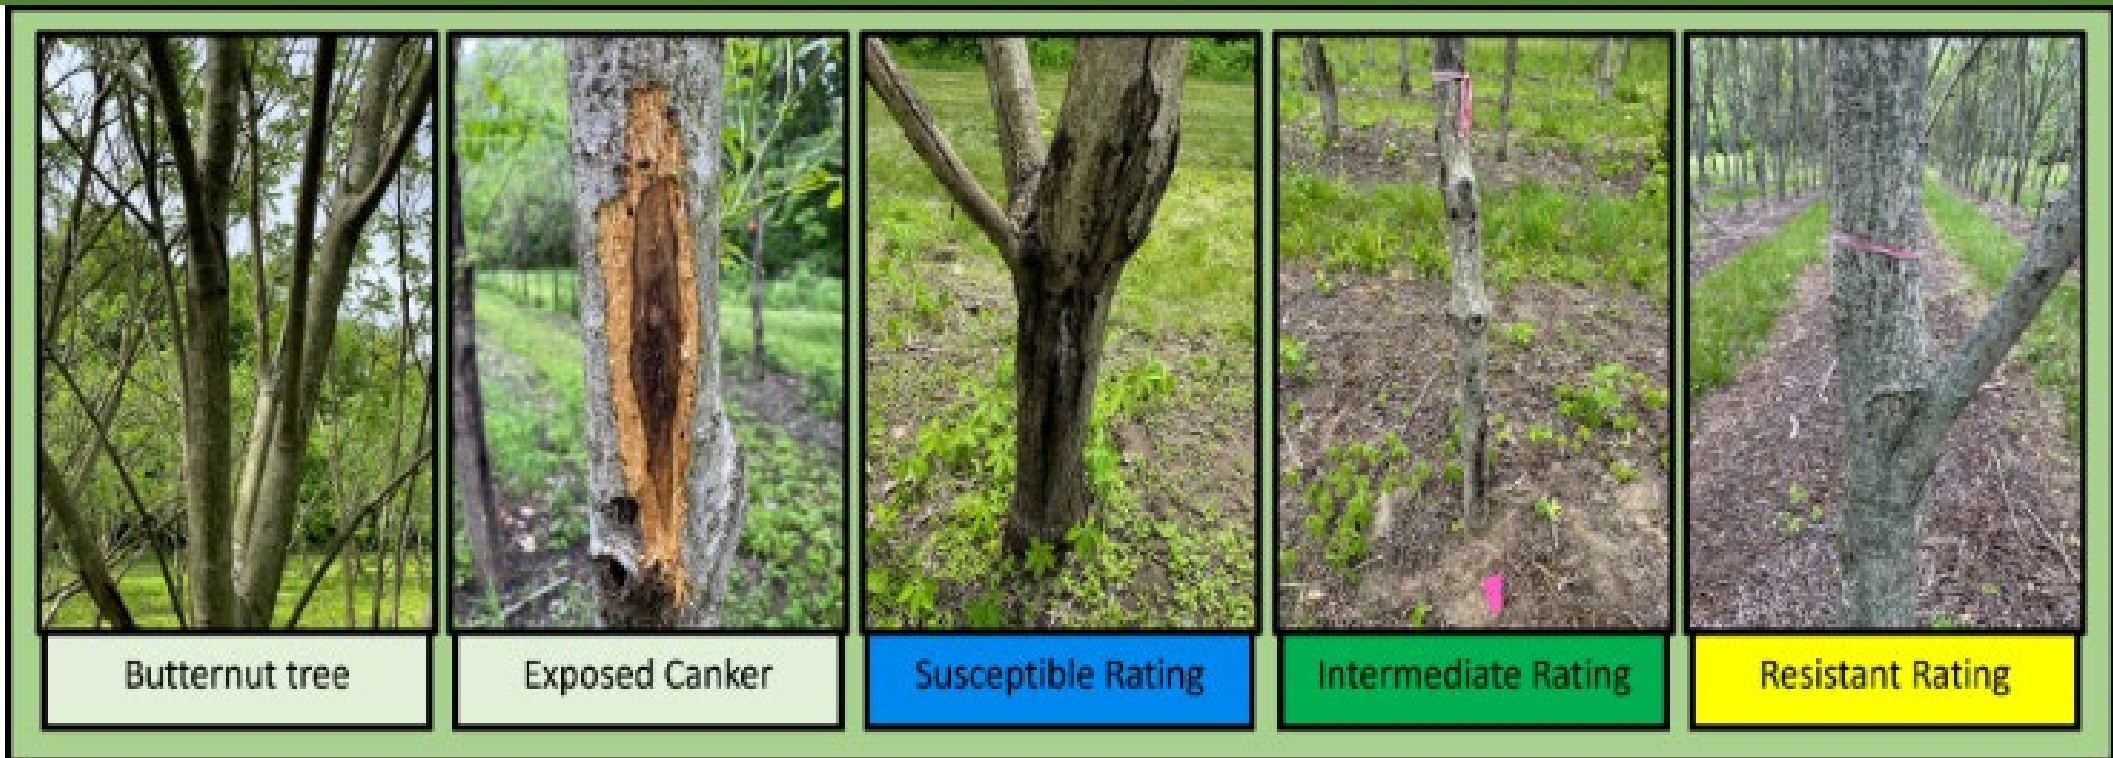 Butternut tree
Exposed Canker
Susceptible Rating
Intermediate Rating
Resistant Rating